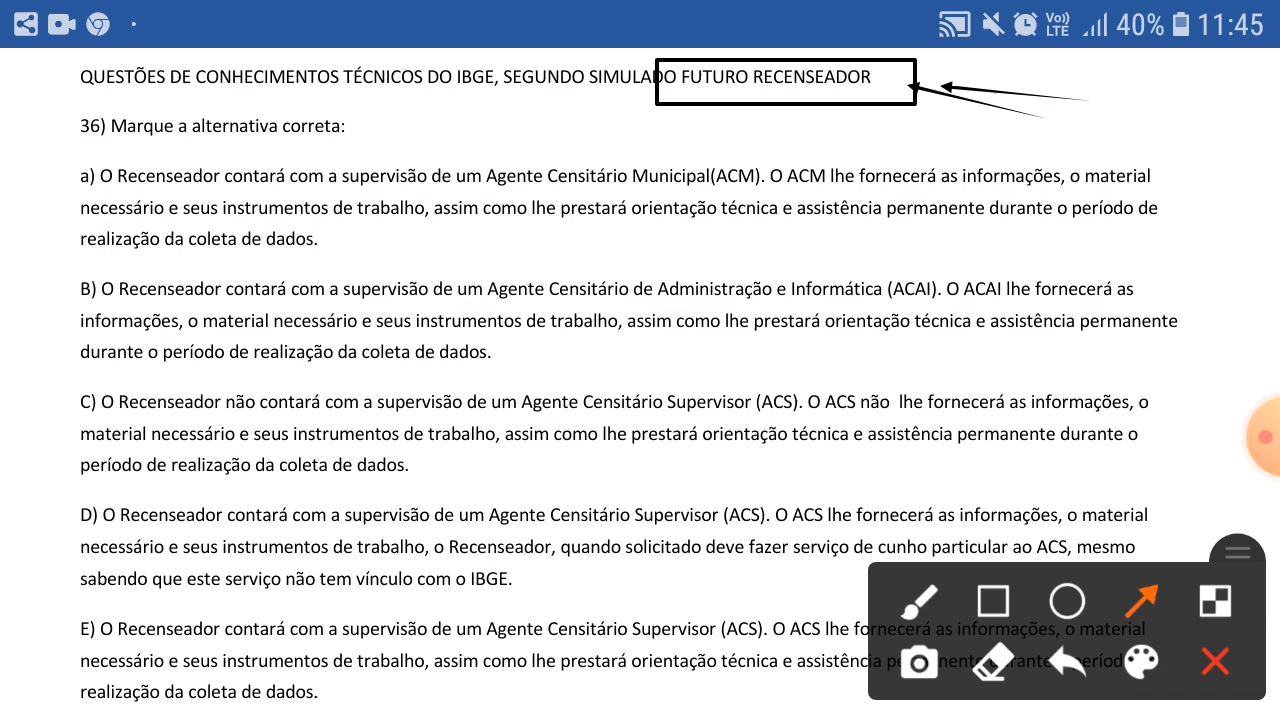 Vo))
LTE
40%
11:45
QUESTÕES DE CONHECIMENTOS TÉCNICOS DO IBGE, SEGUNDO SIMULADO FUTURO RECENSEADOR
36) Marque a alternativa correta:
a) O Recenseador contará com a supervisão de um Agente Censitário Municipal(ACM). O ACM lhe fornecerá as informações, o material
necessário e seus instrumentos de trabalho, assim como lhe prestará orientação técnica e assistência permanente durante o período de
realização da coleta de dados.
B) O Recenseador contará com a supervisão de um Agente Censitário de Administração e Informática (ACAI). O ACAI lhe fornecerá as
informações, o material necessário e seus instrumentos de trabalho, assim como lhe prestará orientação técnica e assistência permanente
durante o período de realização da coleta de dados.
C) O Recenseador não contará com a supervisão de um Agente Censitário Supervisor (ACS). O ACS não  lhe fornecerá as informações, o
material necessário e seus instrumentos de trabalho, assim como lhe prestará orientação técnica e assistência permanente durante o
período de realização da coleta de dados.
D) O Recenseador contará com a supervisão de um Agente Censitário Supervisor (ACS). O ACS lhe fornecerá as informações, o material
necessário e seus instrumentos de trabalho, o Recenseador, quando solicitado deve fazer serviço de cunho particular ao ACS, mesmo
sabendo que este serviço não tem vínculo com o IBGE.
E) O Recenseador contará com a supervisão de um Agente Censitário Supervisor (ACS). O ACS lhe fornecerá as informações, o material
necessário e seus instrumentos de trabalho, assim como lhe prestará orientação técnica e assistência
realização da coleta de dados.